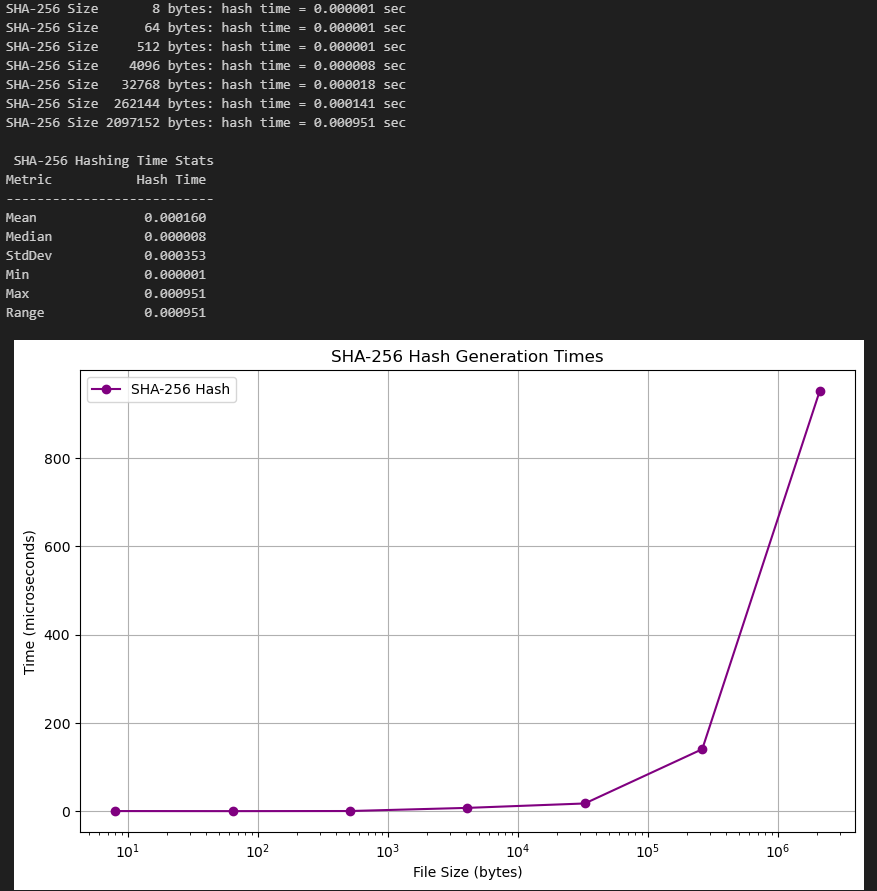 SHA-256 Size       8 bytes: hash time = 0.000001 sec
SHA-256 Size      64 bytes: hash time = 0.000001 sec
SHA-256 Size     512 bytes: hash time = 0.000001 sec
SHA-256 Size    4096 bytes: hash time = 0.000008 sec
SHA-256 Size   32768 bytes: hash time = 0.000018 sec
SHA-256 Size  262144 bytes: hash time = 0.000141 sec
SHA-256 Size 2097152 bytes: hash time = 0.000951 sec
SHA-256 Hashing Time Stats
Metric           Hash Time
---------------------------
Mean              0.000160
Median            0.000008
StdDev            0.000353
Min               0.000001
Max               0.000951
Range             0.000951
SHA-256 Hash Generation Times
SHA-256 Hash
Time (microseconds)
800
600
400
200
0
10¹ 10² 10³ 10⁴ 10⁵ 10⁶
File Size (bytes)